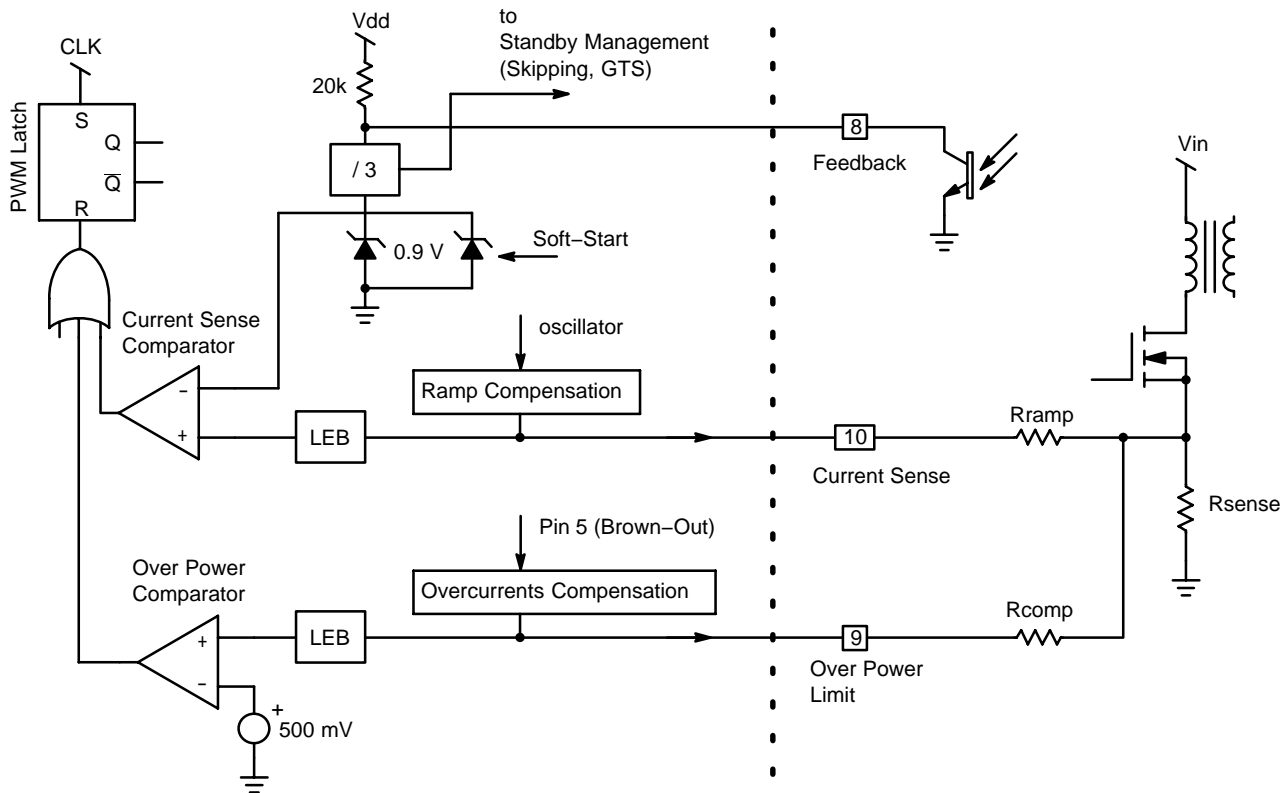 to
Standby Management
(Skipping, GTS)
Vdd
CLK
20k
PWM Latch
S
Q
Q̅
R
/ 3
8
Feedback
Vin
0.9 V
Soft−Start
Current Sense
Comparator
oscillator
Ramp Compensation
-
+
LEB
10
Current Sense
Rramp
Rsense
Pin 5 (Brown−Out)
Over Power
Comparator
Overcurrents Compensation
+
−
LEB
9
Over Power
Limit
Rcomp
+
500 mV